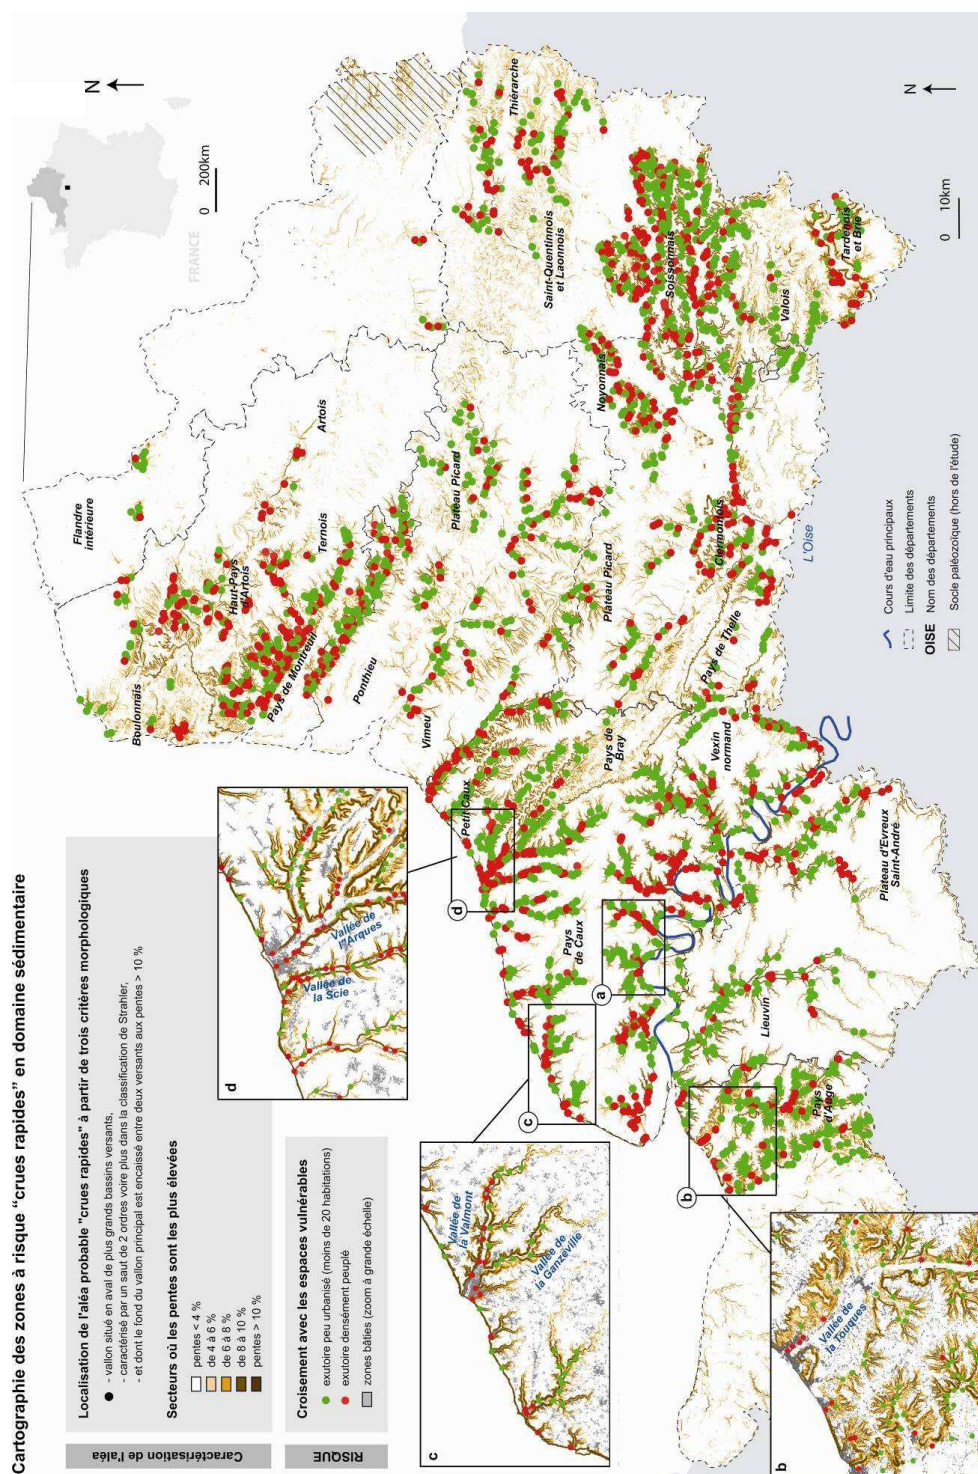 Cartographie des zones à risque "crues rapides" en domaine sédimentaire
Caractérisation de l'aléa
Localisation de l'aléa probable "crues rapides" à partir de trois critères morphologiques
- vallon situé en aval de plus grands bassins versants,
- caractérisé par un saut de 2 ordres voire plus dans la classification de Strahler,
- et dont le fond du vallon principal est encaissé entre deux versants aux pentes > 10 %
Secteurs où les pentes sont les plus élevées
pentes < 4 %
de 4 à 6 %
de 6 à 8 %
de 8 à 10 %
pentes > 10 %
RISQUE
Croisement avec les espaces vulnérables
exutoire peu urbanisé (moins de 20 habitations)
exutoire densément peuplé
zones bâties (zoom à grande échelle)
d
Vallée de
la Scie
Vallée de
l'Arques
c
Vallée de
la Valmont
Vallée de
la Ganzeville
b
Vallée de
la Touques
FRANCE
0 200km
N
Flandre
intérieure
Boulonnais
Haut-Pays
d'Artois
Artois
Ternois
Pays de Montreuil
Ponthieu
Vimeu
Plateau Picard
Plateau Picard
Thiérarche
Saint-Quentinnois
et Laonnois
Noyonnais
Soissonnais
Valois
Tardenois
et Brie
Clermontois
Pays de Thelle
L'Oise
Petit Caux
Pays de
Bray
Vexin
normand
Pays
de Caux
Plateau d'Evreux
Saint-André
Lieuvin
Pays
d'Auge
d
a
c
b
Cours d'eau principaux
Limite des départements
OISE Nom des départements
Socle paléozoïque (hors de l'étude)
0 10km
N